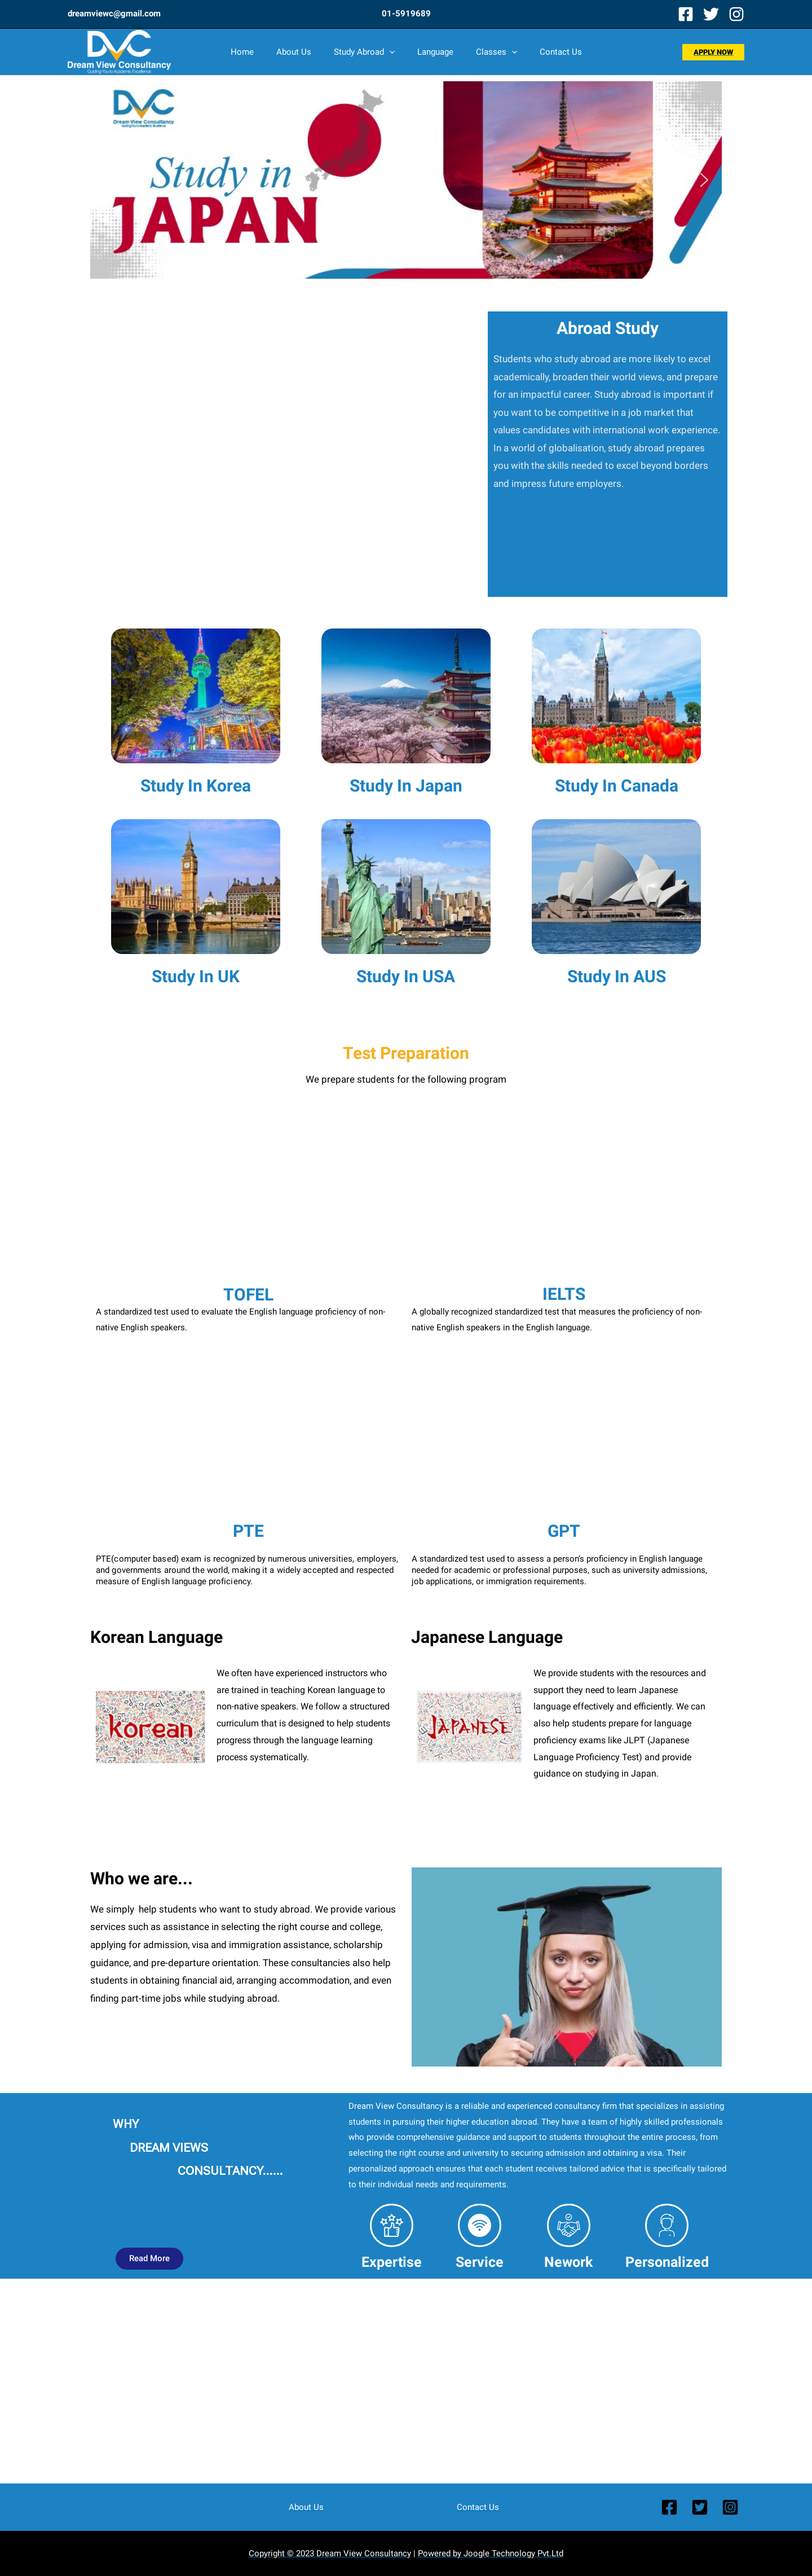 dreamviewc@gmail.com
01-5919689
DVC
Dream View Consultancy
Guiding You to Academic Excellence
Home
About Us
Study Abroad
Language
Classes
Contact Us
APPLY NOW
DVC
Dream View Consultancy
Study in
JAPAN
Abroad Study
Students who study abroad are more likely to excel
academically, broaden their world views, and prepare
for an impactful career. Study abroad is important if
you want to be competitive in a job market that
values candidates with international work experience.
In a world of globalisation, study abroad prepares
you with the skills needed to excel beyond borders
and impress future employers.
Study In Korea
Study In Japan
Study In Canada
Study In UK
Study In USA
Study In AUS
Test Preparation
We prepare students for the following program
TOFEL
A standardized test used to evaluate the English language proficiency of non-
native English speakers.
IELTS
A globally recognized standardized test that measures the proficiency of non-
native English speakers in the English language.
PTE
PTE(computer based) exam is recognized by numerous universities, employers,
and governments around the world, making it a widely accepted and respected
measure of English language proficiency.
GPT
A standardized test used to assess a person's proficiency in English language
needed for academic or professional purposes, such as university admissions,
job applications, or immigration requirements.
Korean Language
korean
We often have experienced instructors who
are trained in teaching Korean language to
non-native speakers. We follow a structured
curriculum that is designed to help students
progress through the language learning
process systematically.
Japanese Language
JAPANESE
We provide students with the resources and
support they need to learn Japanese
language effectively and efficiently. We can
also help students prepare for language
proficiency exams like JLPT (Japanese
Language Proficiency Test) and provide
guidance on studying in Japan.
Who we are...
We simply help students who want to study abroad. We provide various
services such as assistance in selecting the right course and college,
applying for admission, visa and immigration assistance, scholarship
guidance, and pre-departure orientation. These consultancies also help
students in obtaining financial aid, arranging accommodation, and even
finding part-time jobs while studying abroad.
WHY
DREAM VIEWS
CONSULTANCY......
Read More
Dream View Consultancy is a reliable and experienced consultancy firm that specializes in assisting
students in pursuing their higher education abroad. They have a team of highly skilled professionals
who provide comprehensive guidance and support to students throughout the entire process, from
selecting the right course and university to securing admission and obtaining a visa. Their
personalized approach ensures that each student receives tailored advice that is specifically tailored
to their individual needs and requirements.
Expertise
Service
Nework
Personalized
About Us
Contact Us
Copyright © 2023 Dream View Consultancy | Powered by Joogle Technology Pvt.Ltd